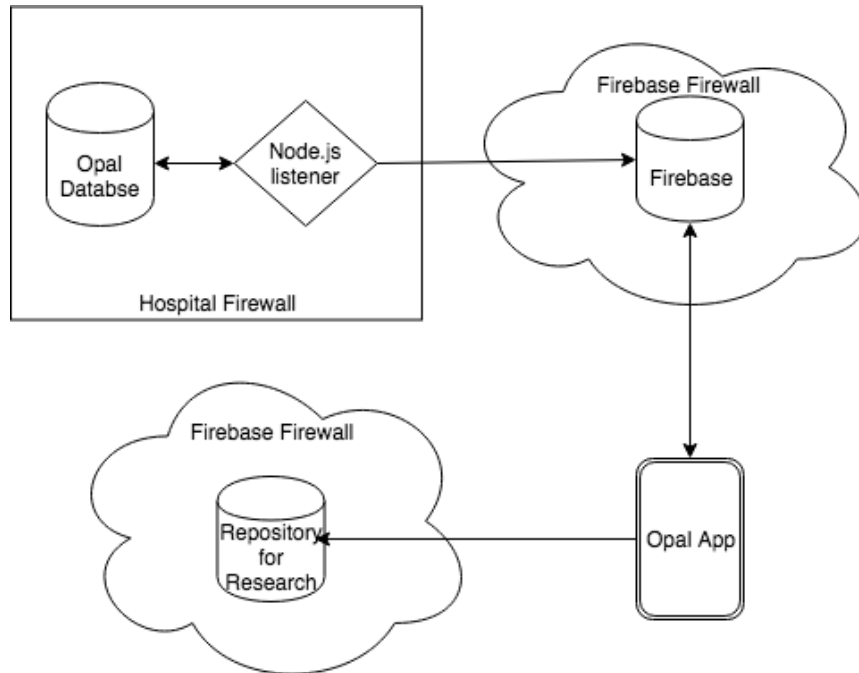 Opal
Databse
Node.js
listener
Hospital Firewall
Firebase Firewall
Firebase
Firebase Firewall
Repository
for
Research
Opal App